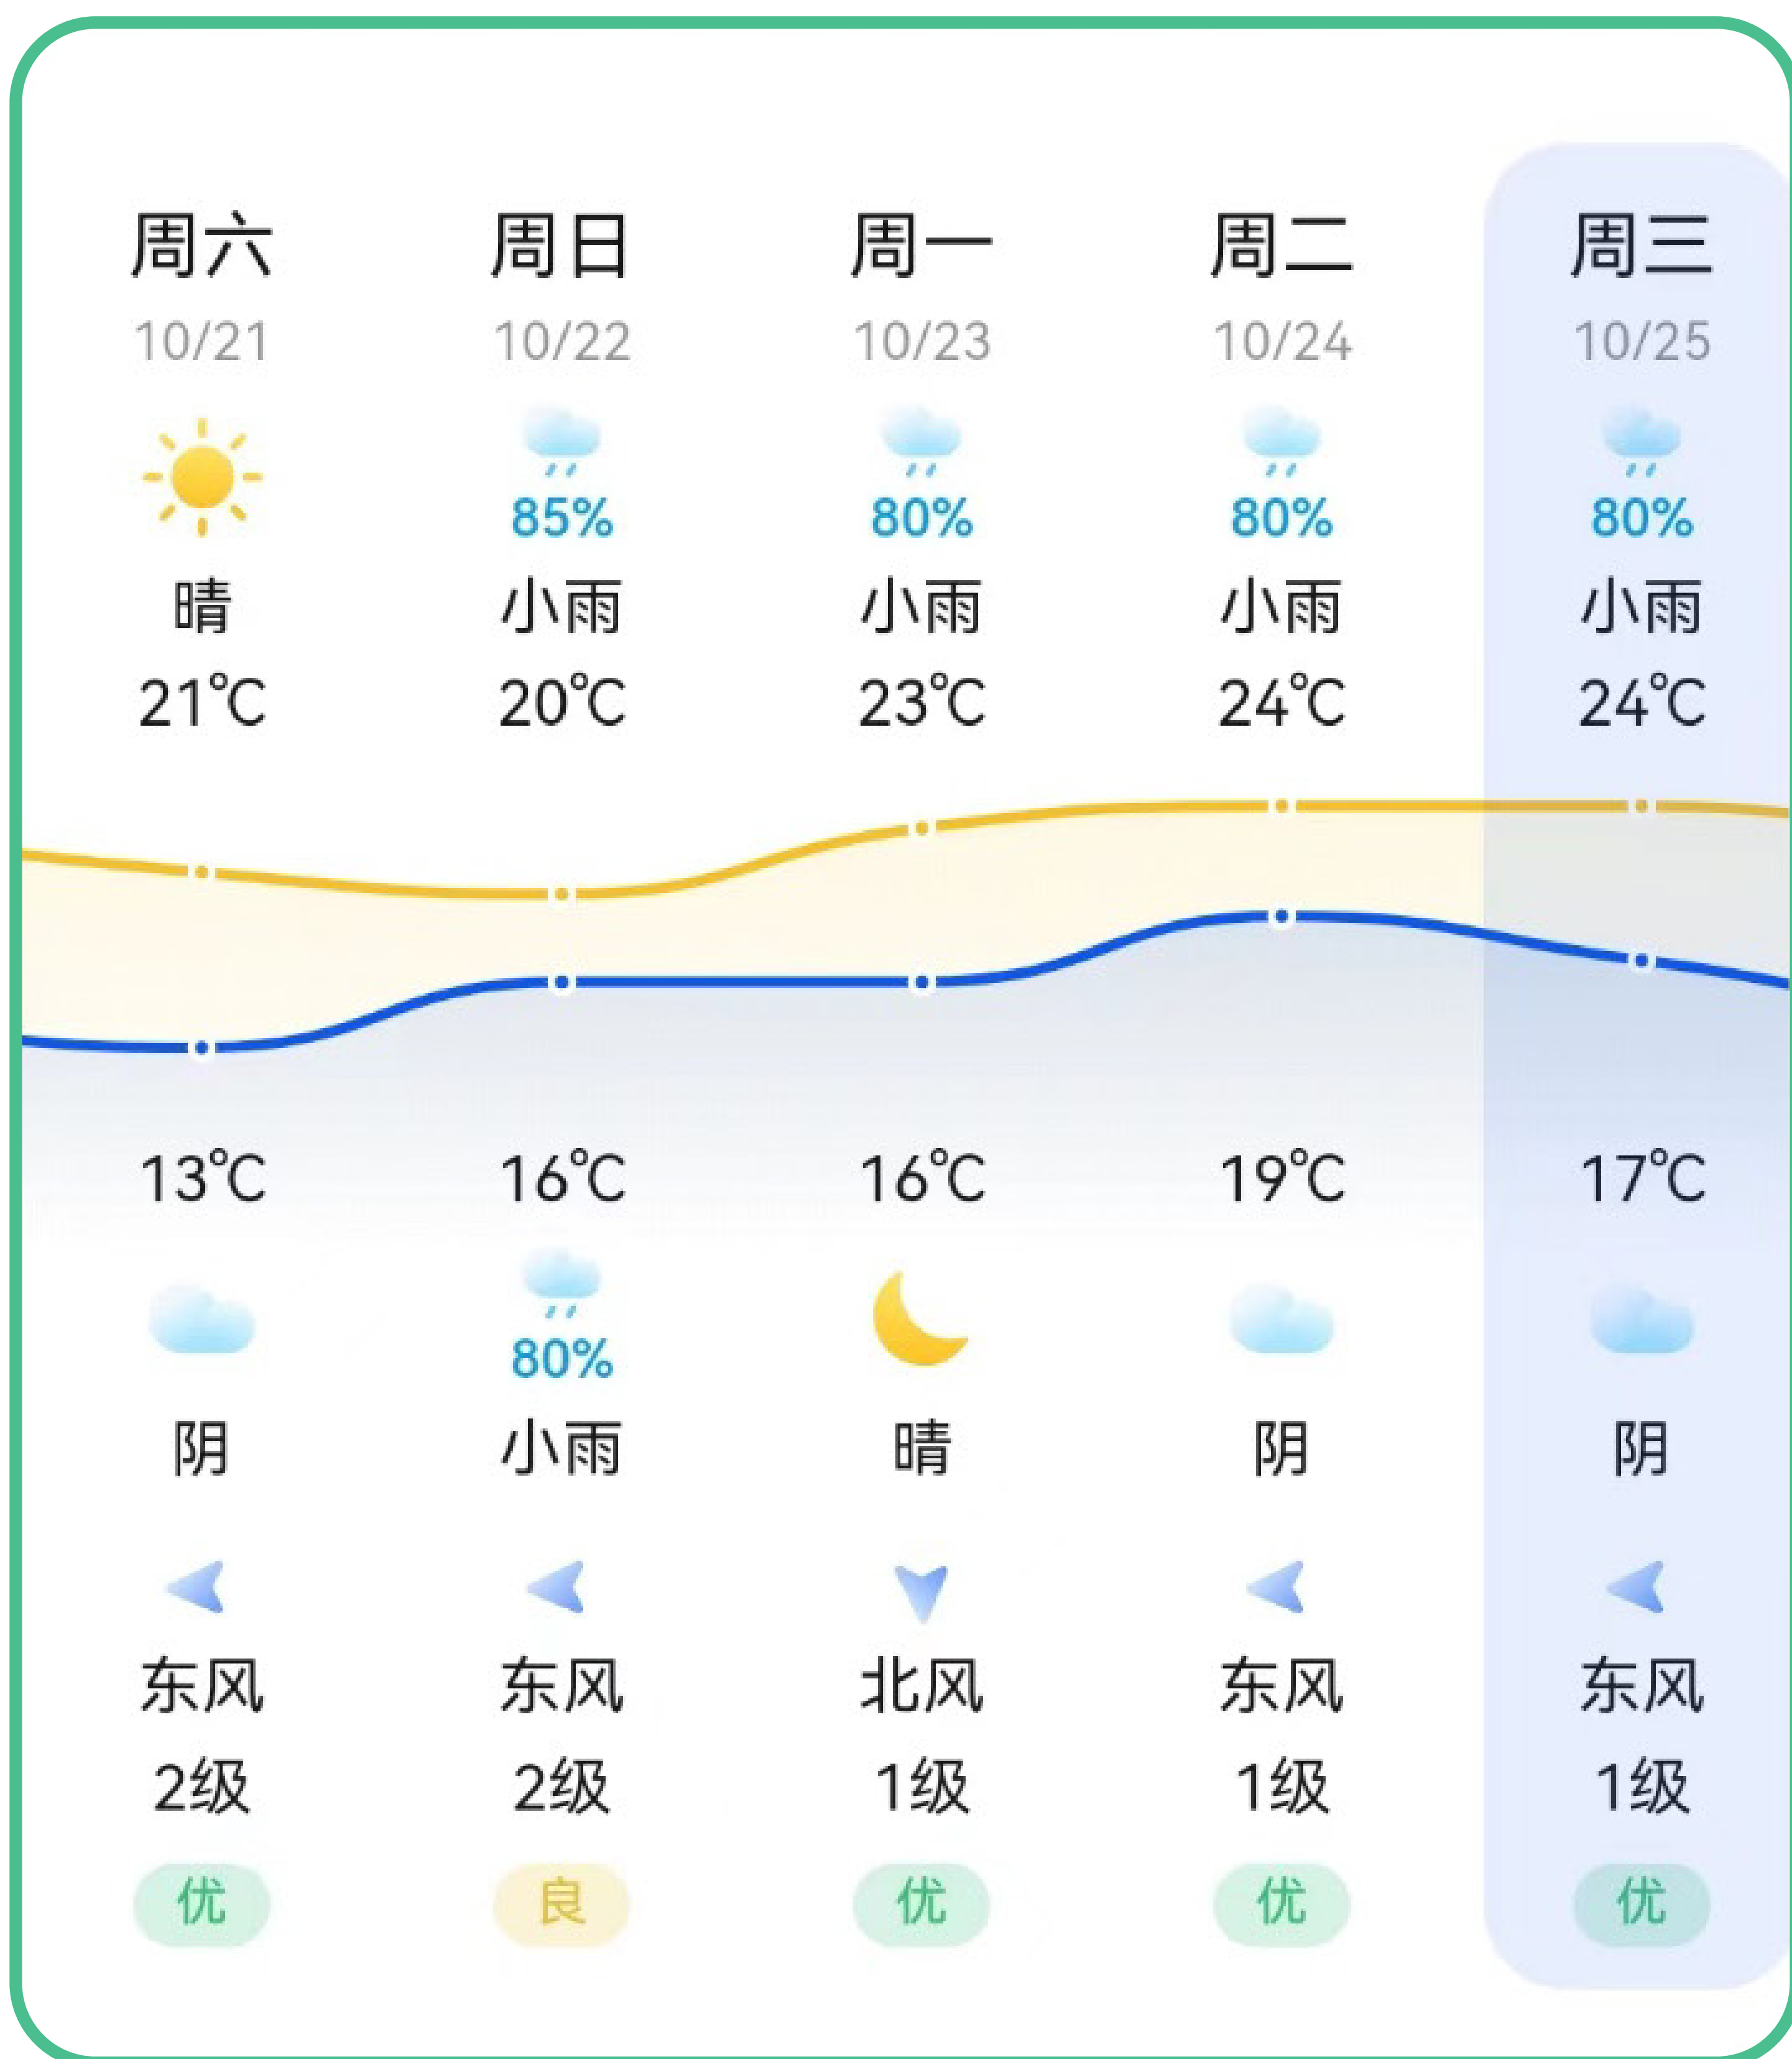 周六 周日 周一 周二 周三
10/21 10/22 10/23 10/24 10/25
85% 80% 80% 80%
晴 小雨 小雨 小雨 小雨
21℃ 20℃ 23℃ 24℃ 24℃
13℃ 16℃ 16℃ 19℃ 17℃
80%
阴 小雨 晴 阴 阴
东风 东风 北风 东风 东风
2级 2级 1级 1级 1级
优 良 优 优 优